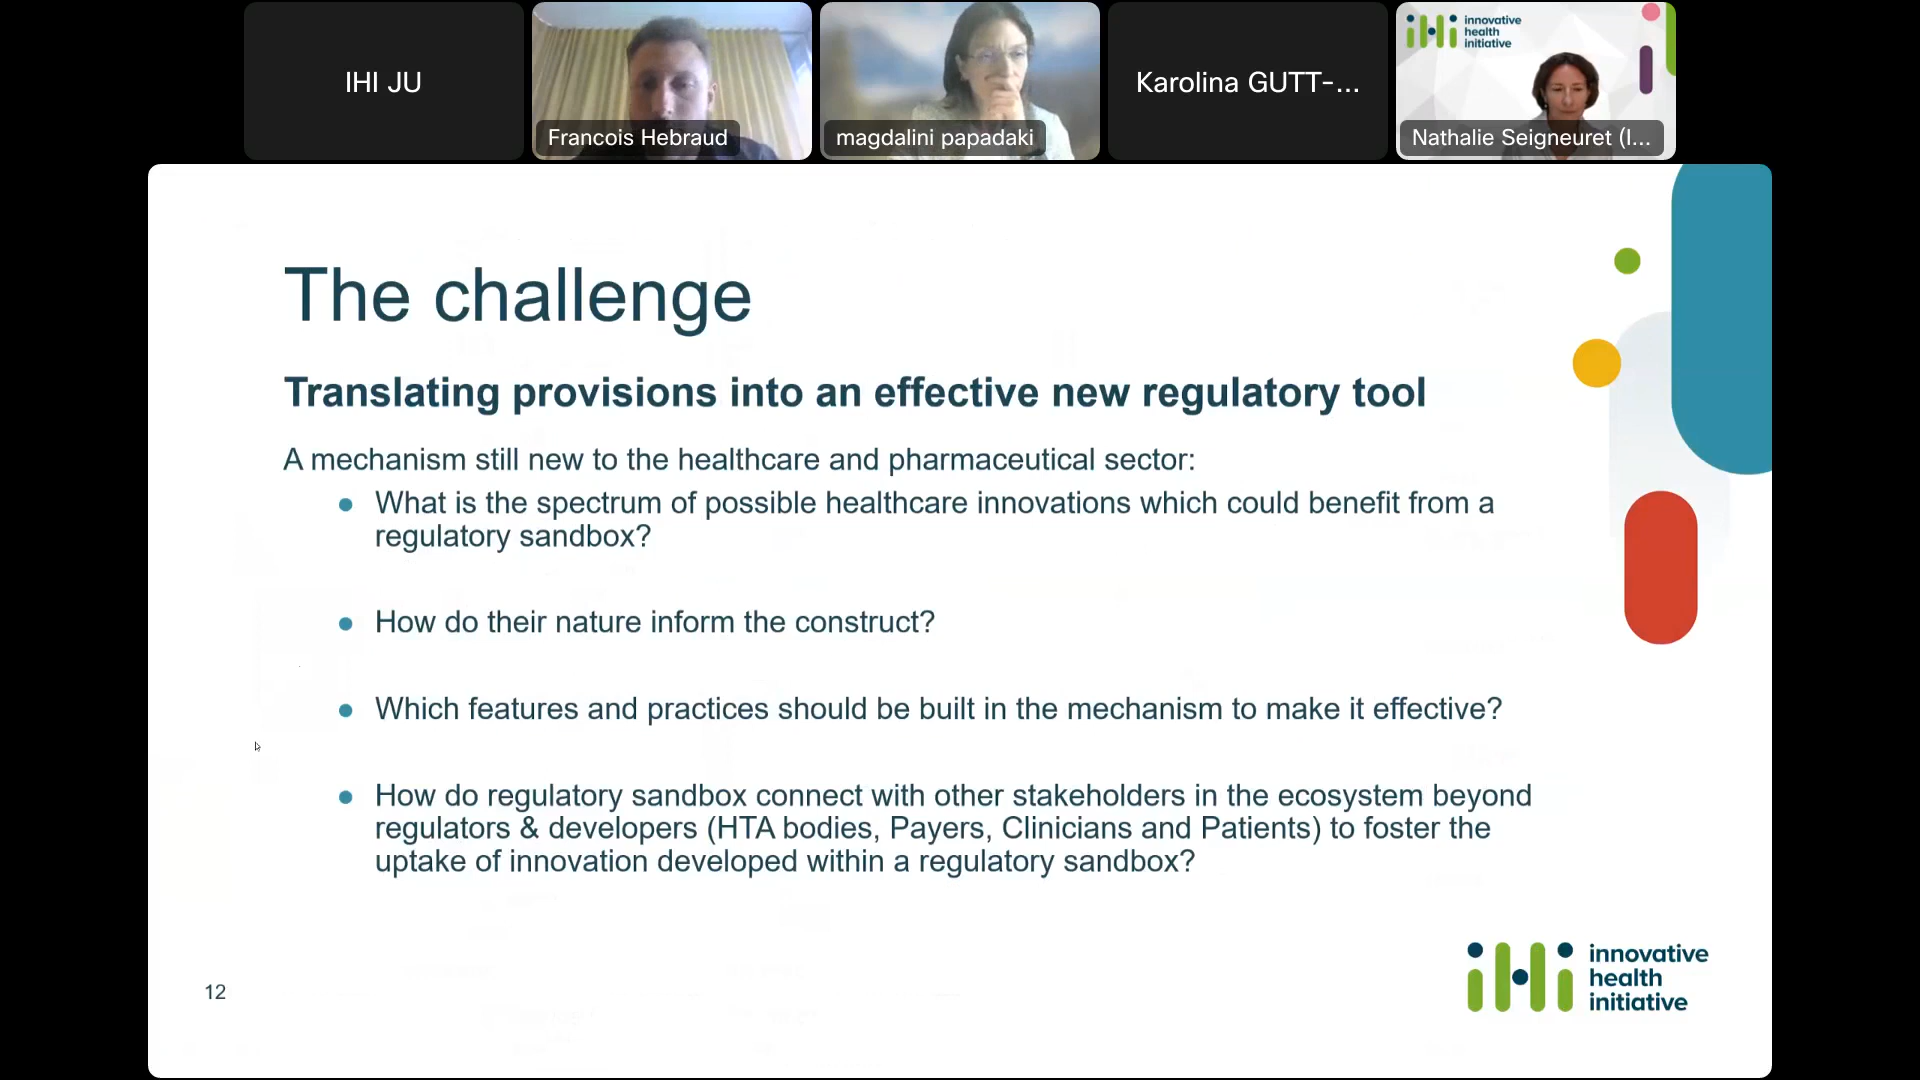 IHI JU
Francois Hebraud
magdalini papadaki
Karolina GUTT-...
iHi innovative
health
initiative
Nathalie Seigneuret (I...
The challenge
Translating provisions into an effective new regulatory tool
A mechanism still new to the healthcare and pharmaceutical sector:
• What is the spectrum of possible healthcare innovations which could benefit from a
regulatory sandbox?
• How do their nature inform the construct?
• Which features and practices should be built in the mechanism to make it effective?
• How do regulatory sandbox connect with other stakeholders in the ecosystem beyond
regulators & developers (HTA bodies, Payers, Clinicians and Patients) to foster the
uptake of innovation developed within a regulatory sandbox?
12
iHi innovative
health
initiative